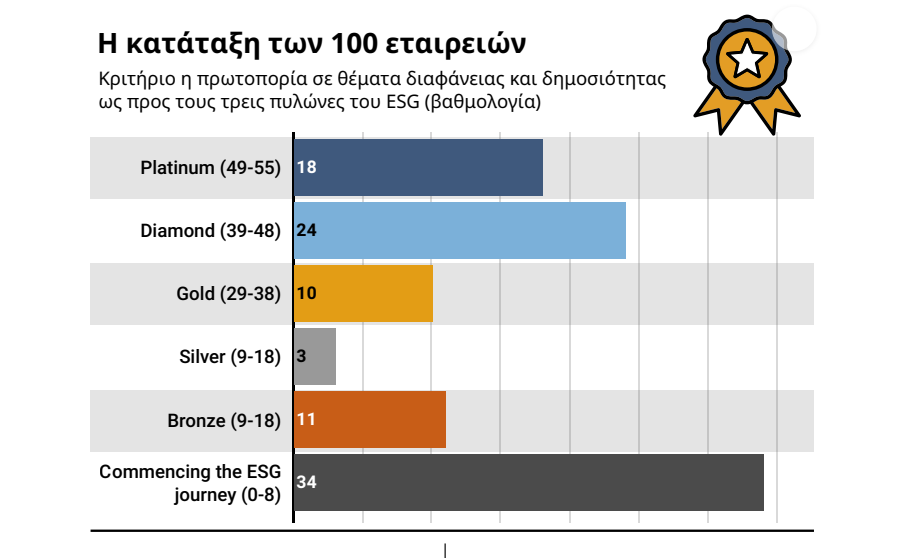 Η κατάταξη των 100 εταιρειών
Κριτήριο η πρωτοπορία σε θέματα διαφάνειας και δημοσιότητας
ως προς τους τρεις πυλώνες του ESG (βαθμολογία)
Platinum (49-55) 18
Diamond (39-48) 24
Gold (29-38) 10
Silver (9-18) 3
Bronze (9-18) 11
Commencing the ESG
journey (0-8) 34